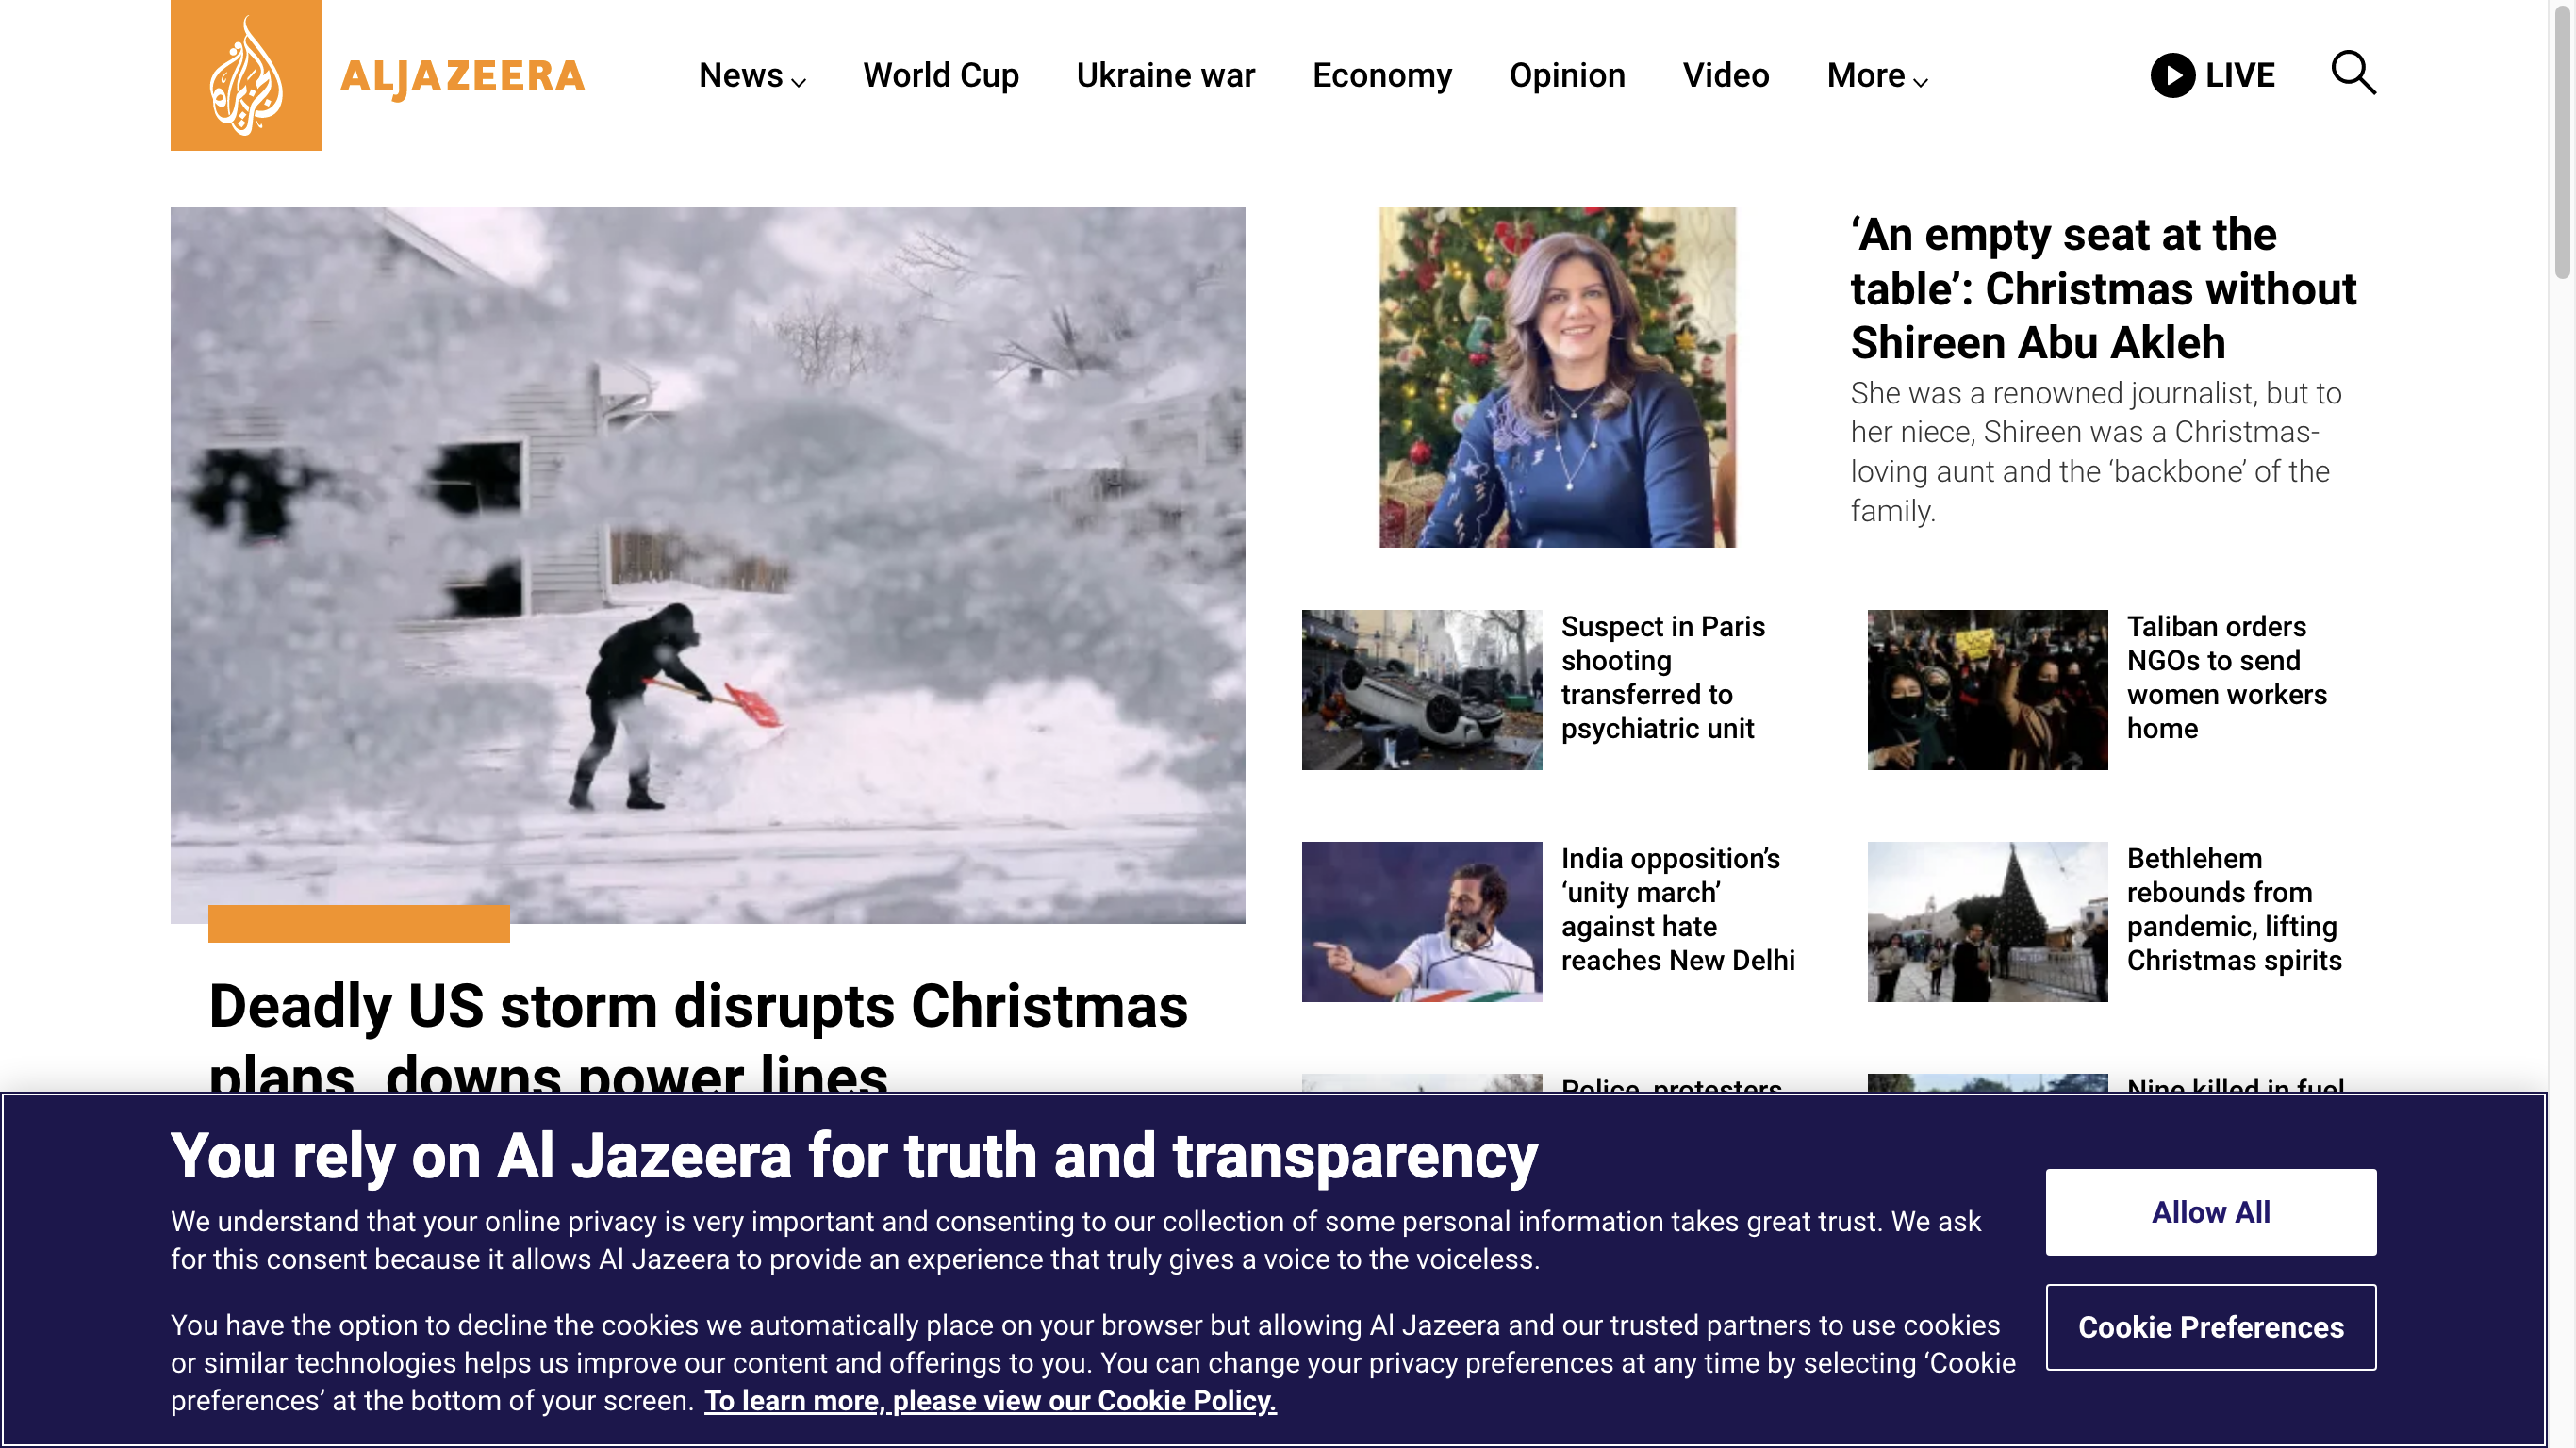 ALJAZEERA
News
World Cup
Ukraine war
Economy
Opinion
Video
More
LIVE
‘An empty seat at the
table’: Christmas without
Shireen Abu Akleh
She was a renowned journalist, but to
her niece, Shireen was a Christmas-
loving aunt and the ‘backbone’ of the
family.
Suspect in Paris
shooting
transferred to
psychiatric unit
Taliban orders
NGOs to send
women workers
home
India opposition’s
‘unity march’
against hate
reaches New Delhi
Bethlehem
rebounds from
pandemic, lifting
Christmas spirits
Deadly US storm disrupts Christmas
plans, downs power lines
Police, protesters
Nine killed in fuel
You rely on Al Jazeera for truth and transparency
We understand that your online privacy is very important and consenting to our collection of some personal information takes great trust. We ask
for this consent because it allows Al Jazeera to provide an experience that truly gives a voice to the voiceless.
You have the option to decline the cookies we automatically place on your browser but allowing Al Jazeera and our trusted partners to use cookies
or similar technologies helps us improve our content and offerings to you. You can change your privacy preferences at any time by selecting ‘Cookie
preferences’ at the bottom of your screen. To learn more, please view our Cookie Policy.
Allow All
Cookie Preferences